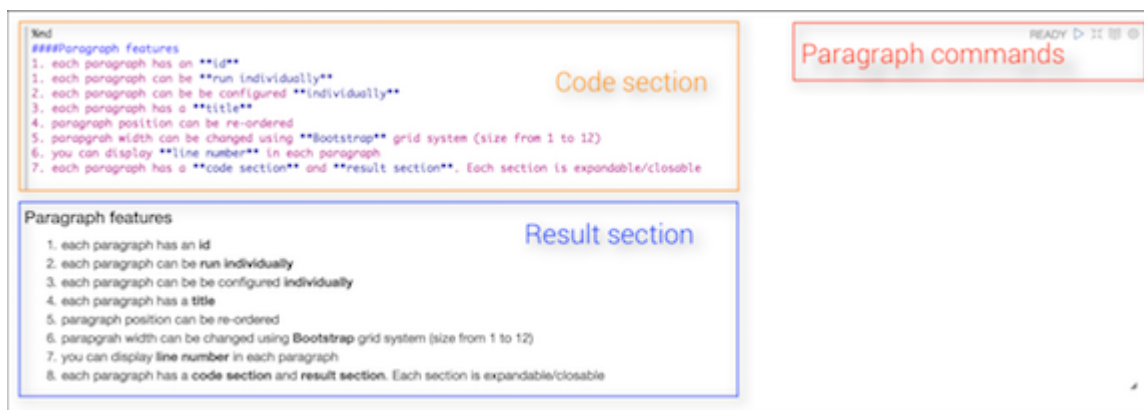 %md
####Paragraph features
1. each paragraph has an **id**
1. each paragraph can be **run individually**
2. each paragraph can be be configured **individually**
3. each paragraph has a **title**
4. paragraph position can be re-ordered
5. parapgrah width can be changed using **Bootstrap** grid system (size from 1 to 12)
6. you can display **line number** in each paragraph
7. each paragraph has a **code section** and **result section**. Each section is expandable/closable
Code section
READY
Paragraph commands
Paragraph features
1. each paragraph has an id
2. each paragraph can be run individually
3. each paragraph can be be configured individually
4. each paragraph has a title
5. paragraph position can be re-ordered
6. parapgrah width can be changed using Bootstrap grid system (size from 1 to 12)
7. you can display line number in each paragraph
8. each paragraph has a code section and result section. Each section is expandable/closable
Result section